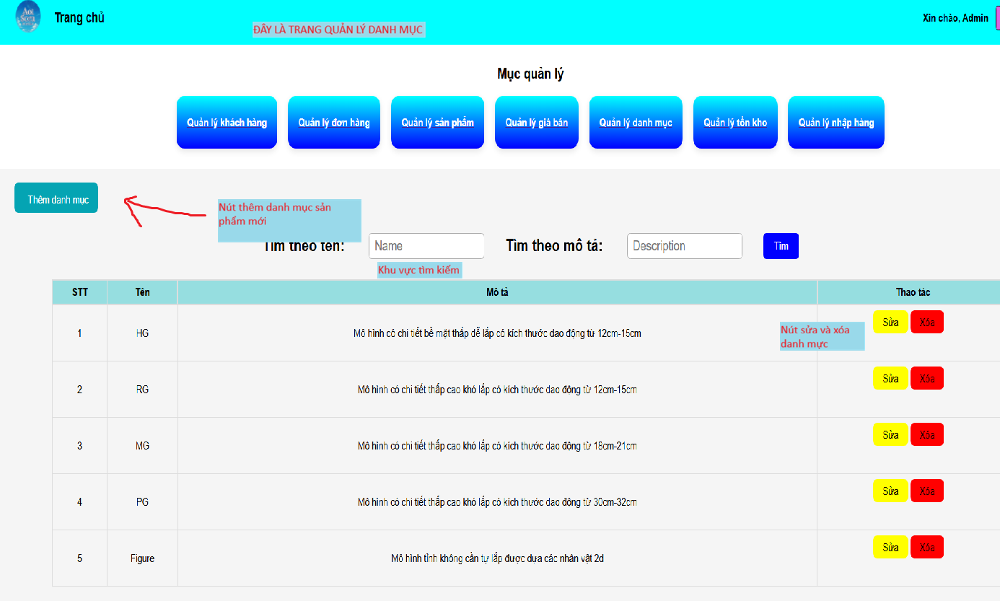 Aoi
Trang chủ
ĐÂY LÀ TRANG QUẢN LÝ DANH MỤC
Xin chào, Admin
Mục quản lý
Quản lý khách hàng
Quản lý đơn hàng
Quản lý sản phẩm
Quản lý giá bán
Quản lý danh mục
Quản lý tồn kho
Quản lý nhập hàng
Thêm danh mục
Nút thêm danh mục sản
phẩm mới
Tìm theo tên: Name Tìm theo mô tả: Description Tìm
Khu vực tìm kiếm
STT Tên Mô tả Thao tác
1 HG Mô hình có chi tiết bề mặt thấp dễ lắp có kích thước dao động từ 12cm-15cm Sửa Xóa
Nút sửa và xóa
danh mực
2 RG Mô hình có chi tiết thấp cao khó lắp có kích thước dao động từ 12cm-15cm Sửa Xóa
3 MG Mô hình có chi tiết thấp cao khó lắp có kích thước dao động từ 18cm-21cm Sửa Xóa
4 PG Mô hình có chi tiết thấp cao khó lắp có kích thước dao động từ 30cm-32cm Sửa Xóa
5 Figure Mô hình tỉnh không cần tự lắp được dựa các nhân vật 2d Sửa Xóa